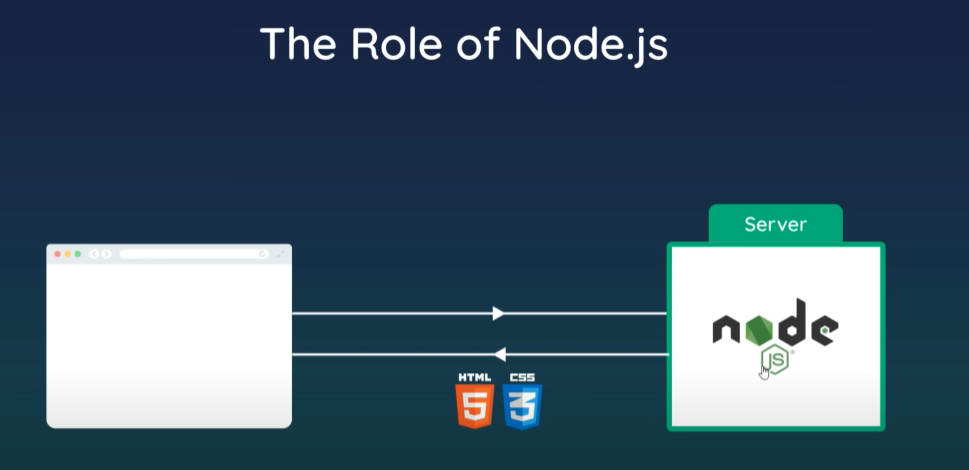 The Role of Node.js
Server
node
JS
HTML
CSS
5
3